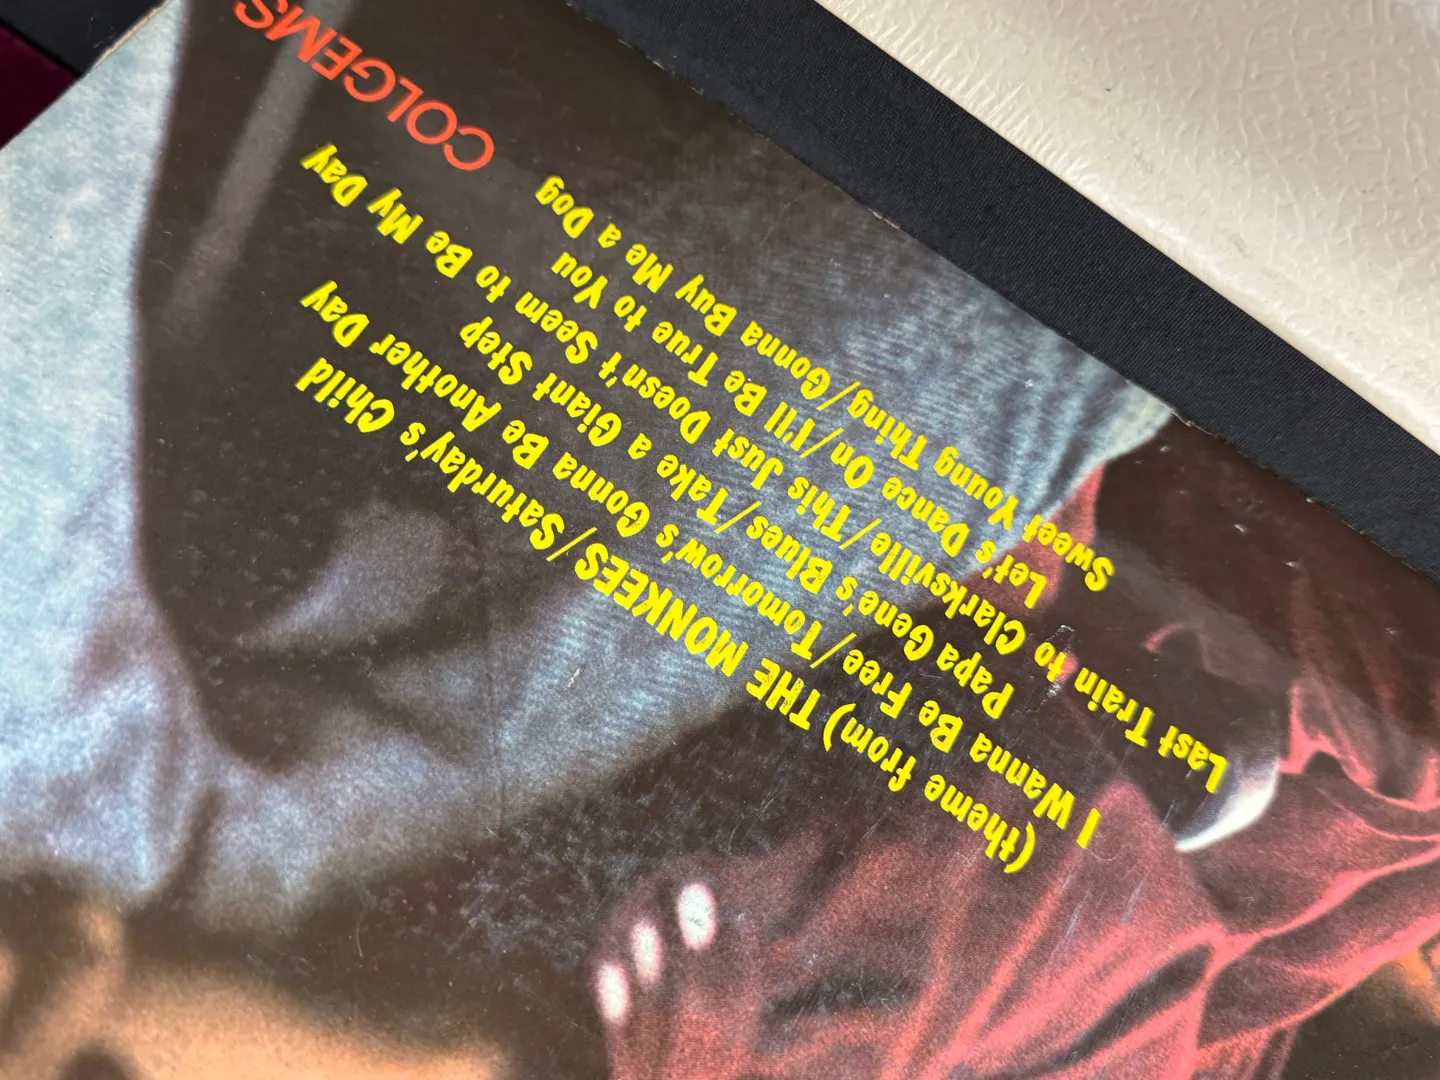 (theme from) THE MONKEES/Saturday's Child
I Wanna Be Free/Tomorrow's Gonna Be Another Day
Papa Gene's Blues/Take a Giant Step
Last Train to Clarksville/This Just Doesn't Seem to Be My Day
Let's Dance On/I'll Be True to You
Sweet Young Thing/Gonna Buy Me a Dog
COLGEMS